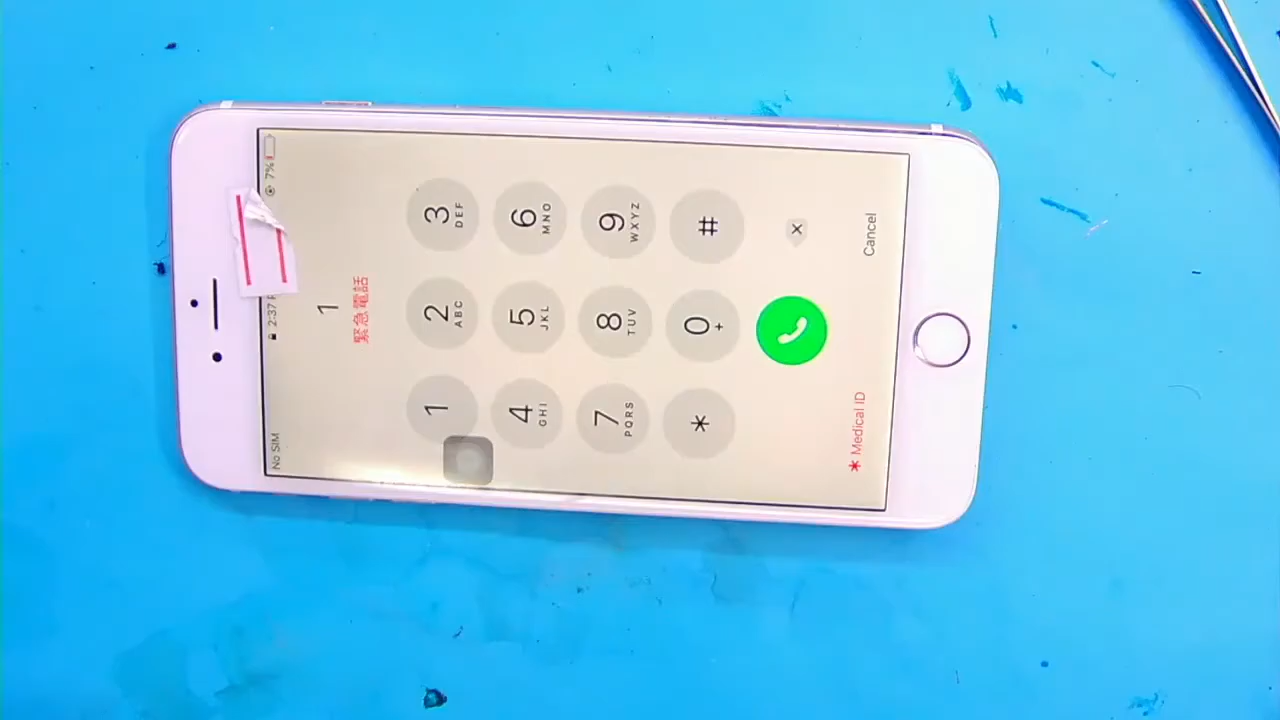 No SIM 2:37 7%
1
緊急電話
1 2 ABC 3 DEF
4 GHI 5 JKL 6 MNO
7 PQRS 8 TUV 9 WXYZ
* 0 + #
* Medical ID Cancel